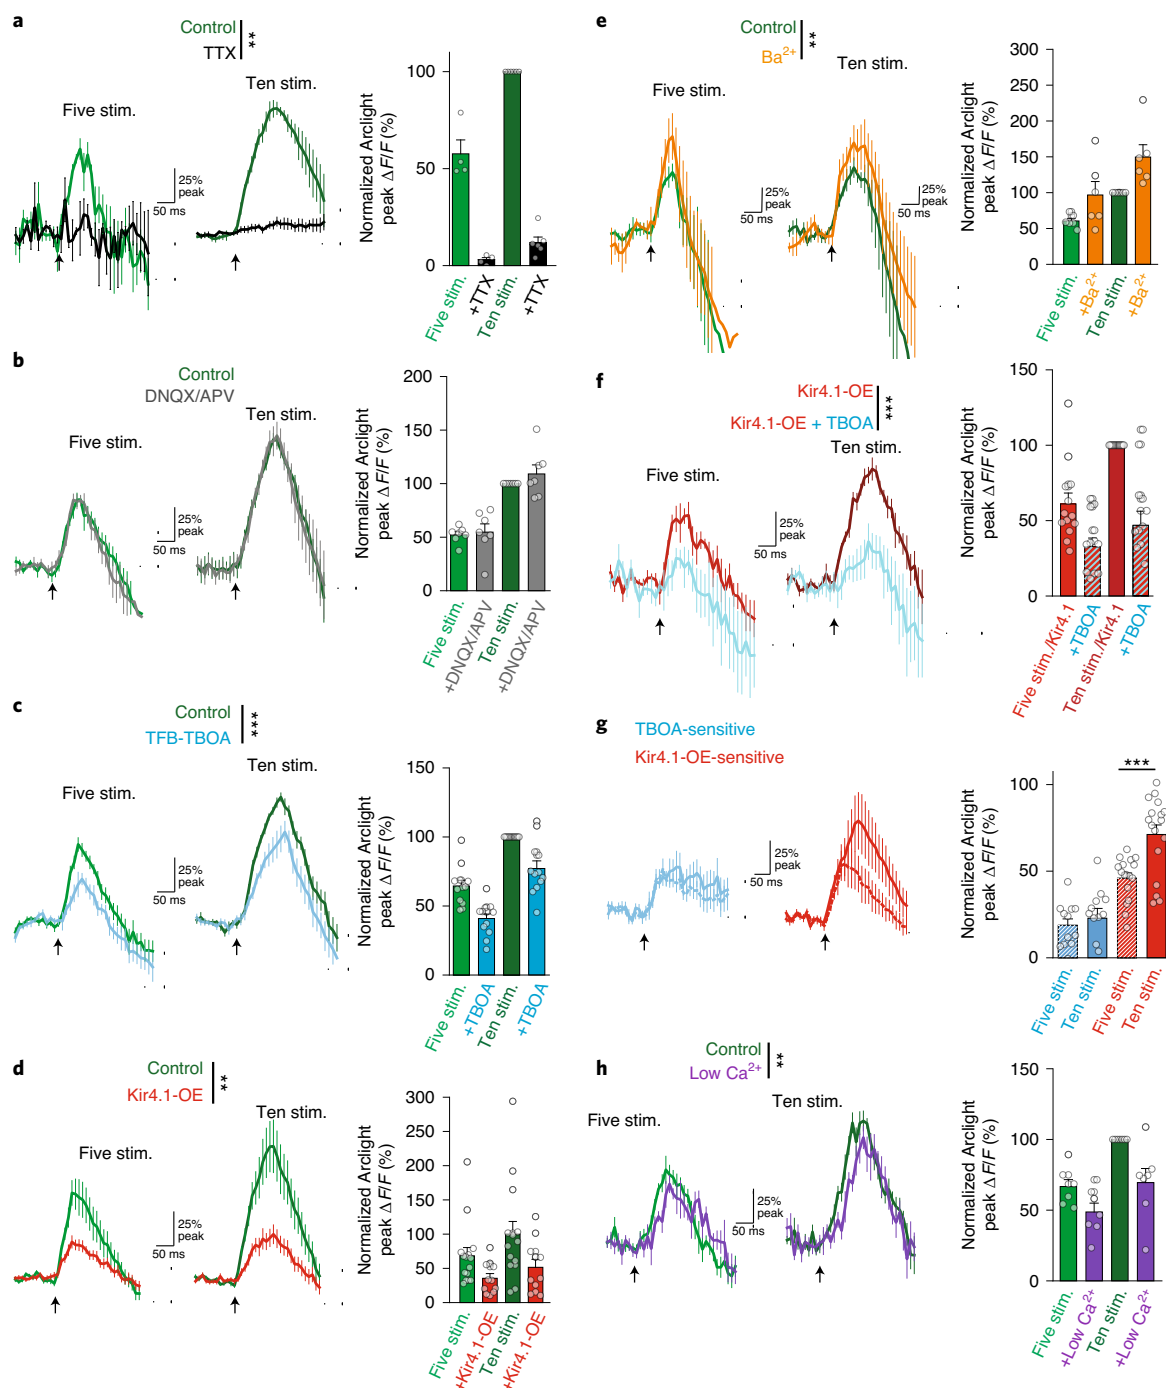 a
Control
TTX
**
Five stim.
Ten stim.
25%
peak
50 ms
Normalized Arclight
peak ΔF/F (%)
100
50
0
Five stim.
+TTX
Ten stim.
+TTX
b
Control
DNQX/APV
Five stim.
Ten stim.
25%
peak
50 ms
Normalized Arclight
peak ΔF/F (%)
200
150
100
50
0
Five stim.
+DNQX/APV
Ten stim.
+DNQX/APV
c
Control
TFB-TBOA
***
Five stim.
Ten stim.
25%
peak
50 ms
Normalized Arclight
peak ΔF/F (%)
150
100
50
0
Five stim.
+TBOA
Ten stim.
+TBOA
d
Control
Kir4.1-OE
**
Five stim.
Ten stim.
25%
peak
50 ms
Normalized Arclight
peak ΔF/F (%)
300
250
200
150
100
50
0
Five stim.
+Kir4.1-OE
Ten stim.
+Kir4.1-OE
e
Control
Ba²⁺
**
Five stim.
Ten stim.
25%
peak
50 ms
25%
peak
50 ms
Normalized Arclight
peak ΔF/F (%)
300
250
200
150
100
50
0
Five stim.
+Ba²⁺
Ten stim.
+Ba²⁺
f
Kir4.1-OE
Kir4.1-OE + TBOA
***
Five stim.
Ten stim.
25%
peak
50 ms
Normalized Arclight
peak ΔF/F (%)
150
100
50
0
Five stim./Kir4.1
+TBOA
Ten stim./Kir4.1
+TBOA
g
TBOA-sensitive
Kir4.1-OE-sensitive
25%
peak
50 ms
Normalized Arclight
peak ΔF/F (%)
100
50
0
***
Five stim.
Ten stim.
Five stim.
Ten stim.
h
Control
Low Ca²⁺
**
Five stim.
Ten stim.
25%
peak
50 ms
Normalized Arclight
peak ΔF/F (%)
150
100
50
0
Five stim.
+Low Ca²⁺
Ten stim.
+Low Ca²⁺